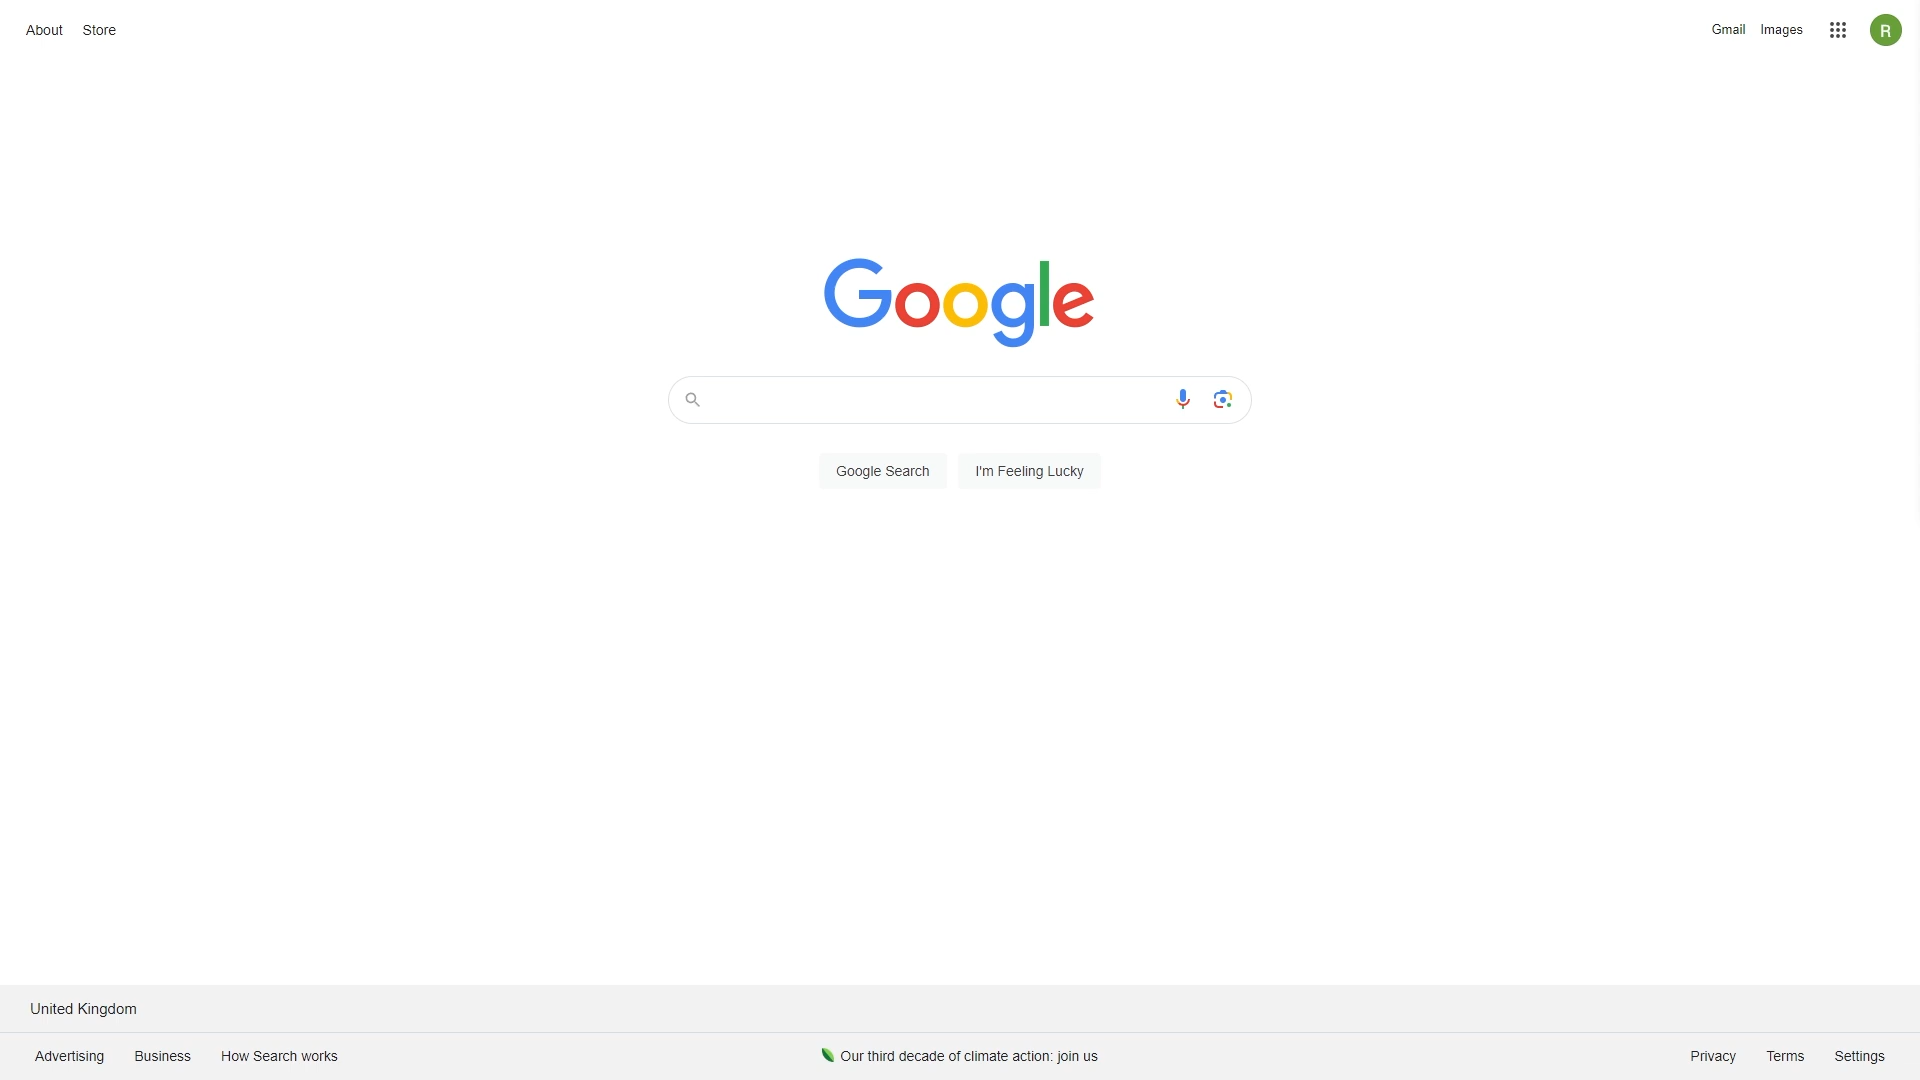 About Store Gmail Images R
Google
Google Search I'm Feeling Lucky
United Kingdom
Advertising Business How Search works Our third decade of climate action: join us Privacy Terms Settings